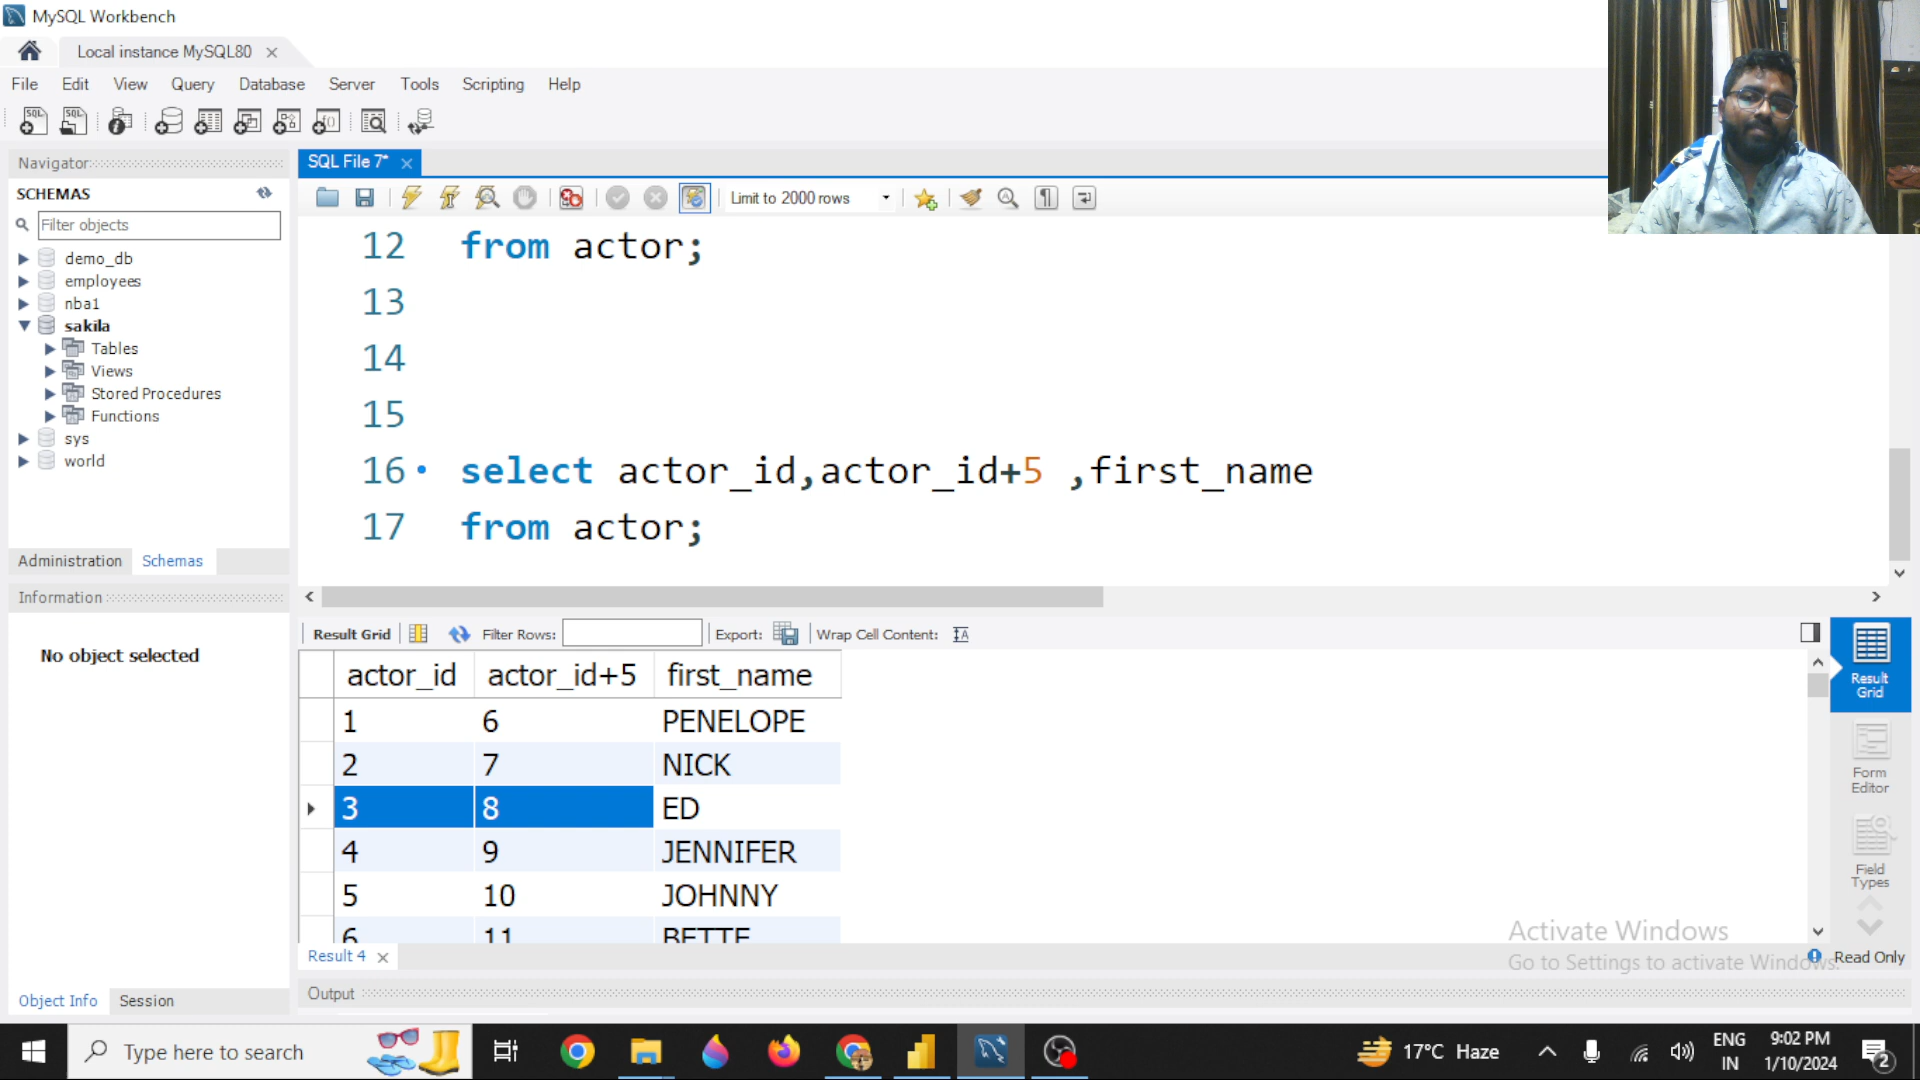 MySQL Workbench
Local instance MySQL80
File Edit View Query Database Server Tools Scripting Help
Navigator
SCHEMAS
Filter objects
demo_db
employees
nba1
sakila
Tables
Views
Stored Procedures
Functions
sys
world
Administration Schemas
Information
No object selected
Object Info Session
SQL File 7*
Limit to 2000 rows
12 from actor;
13
14
15
16 select actor_id,actor_id+5 ,first_name
17 from actor;
Result Grid Filter Rows: Export: Wrap Cell Content:
actor_id actor_id+5 first_name
1 6 PENELOPE
2 7 NICK
3 8 ED
4 9 JENNIFER
5 10 JOHNNY
6 11 BETTE
Result Grid
Form Editor
Field Types
Activate Windows
Go to Settings to activate Windows.
Result 4
Read Only
Output
Type here to search
17°C Haze
ENG IN
9:02 PM
1/10/2024
2